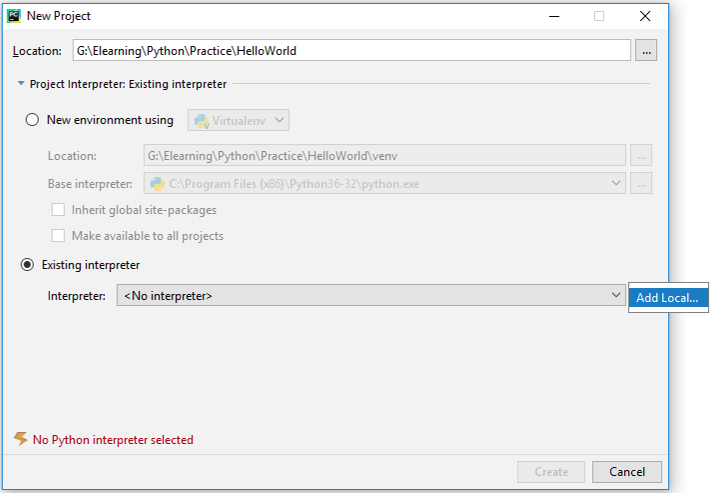 PC New Project
Location: G:\Elearning\Python\Practice\HelloWorld ...
Project Interpreter: Existing interpreter
New environment using Virtualenv
Location: G:\Elearning\Python\Practice\HelloWorld\venv ...
Base interpreter: C:\Program Files (x86)\Python36-32\python.exe ...
Inherit global site-packages
Make available to all projects
Existing interpreter
Interpreter: <No interpreter> Add Local...
No Python interpreter selected
Create Cancel